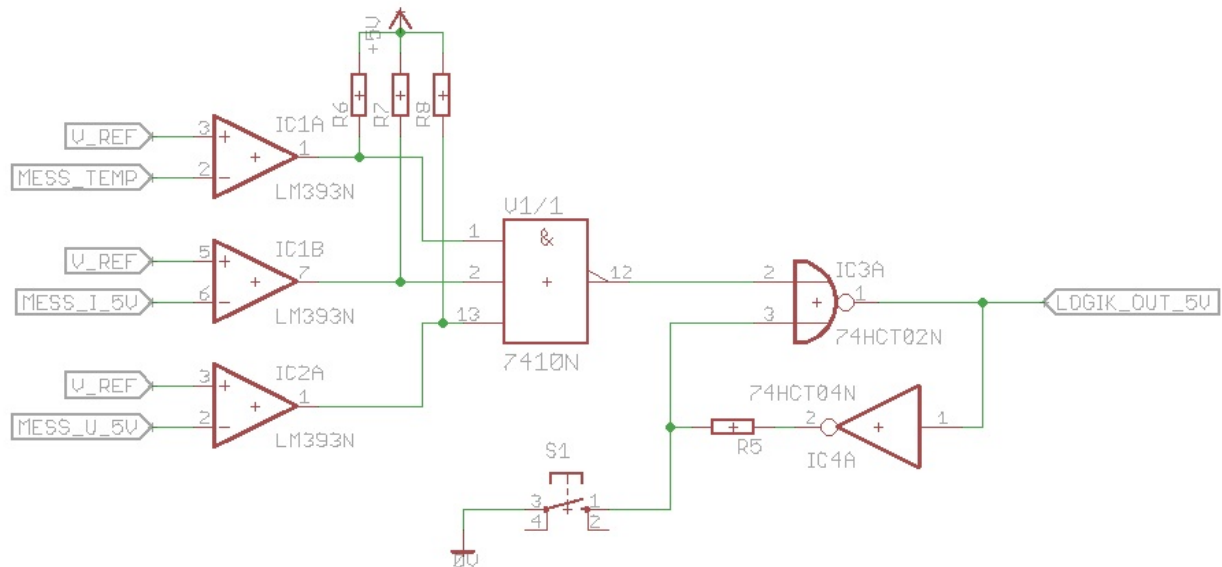 +5V
R6
R7
R8
V_REF
3
+
IC1A
1
MESS_TEMP
2
-
LM393N
V_REF
5
+
IC1B
7
MESS_I_5V
6
-
LM393N
V_REF
3
+
IC2A
1
MESS_U_5V
2
-
LM393N
V1/1
1
&
2
12
13
7410N
2
IC3A
1
LOGIK_OUT_5V
3
74HCT02N
74HCT04N
2
1
R5
IC4A
S1
3
1
4
2
0V